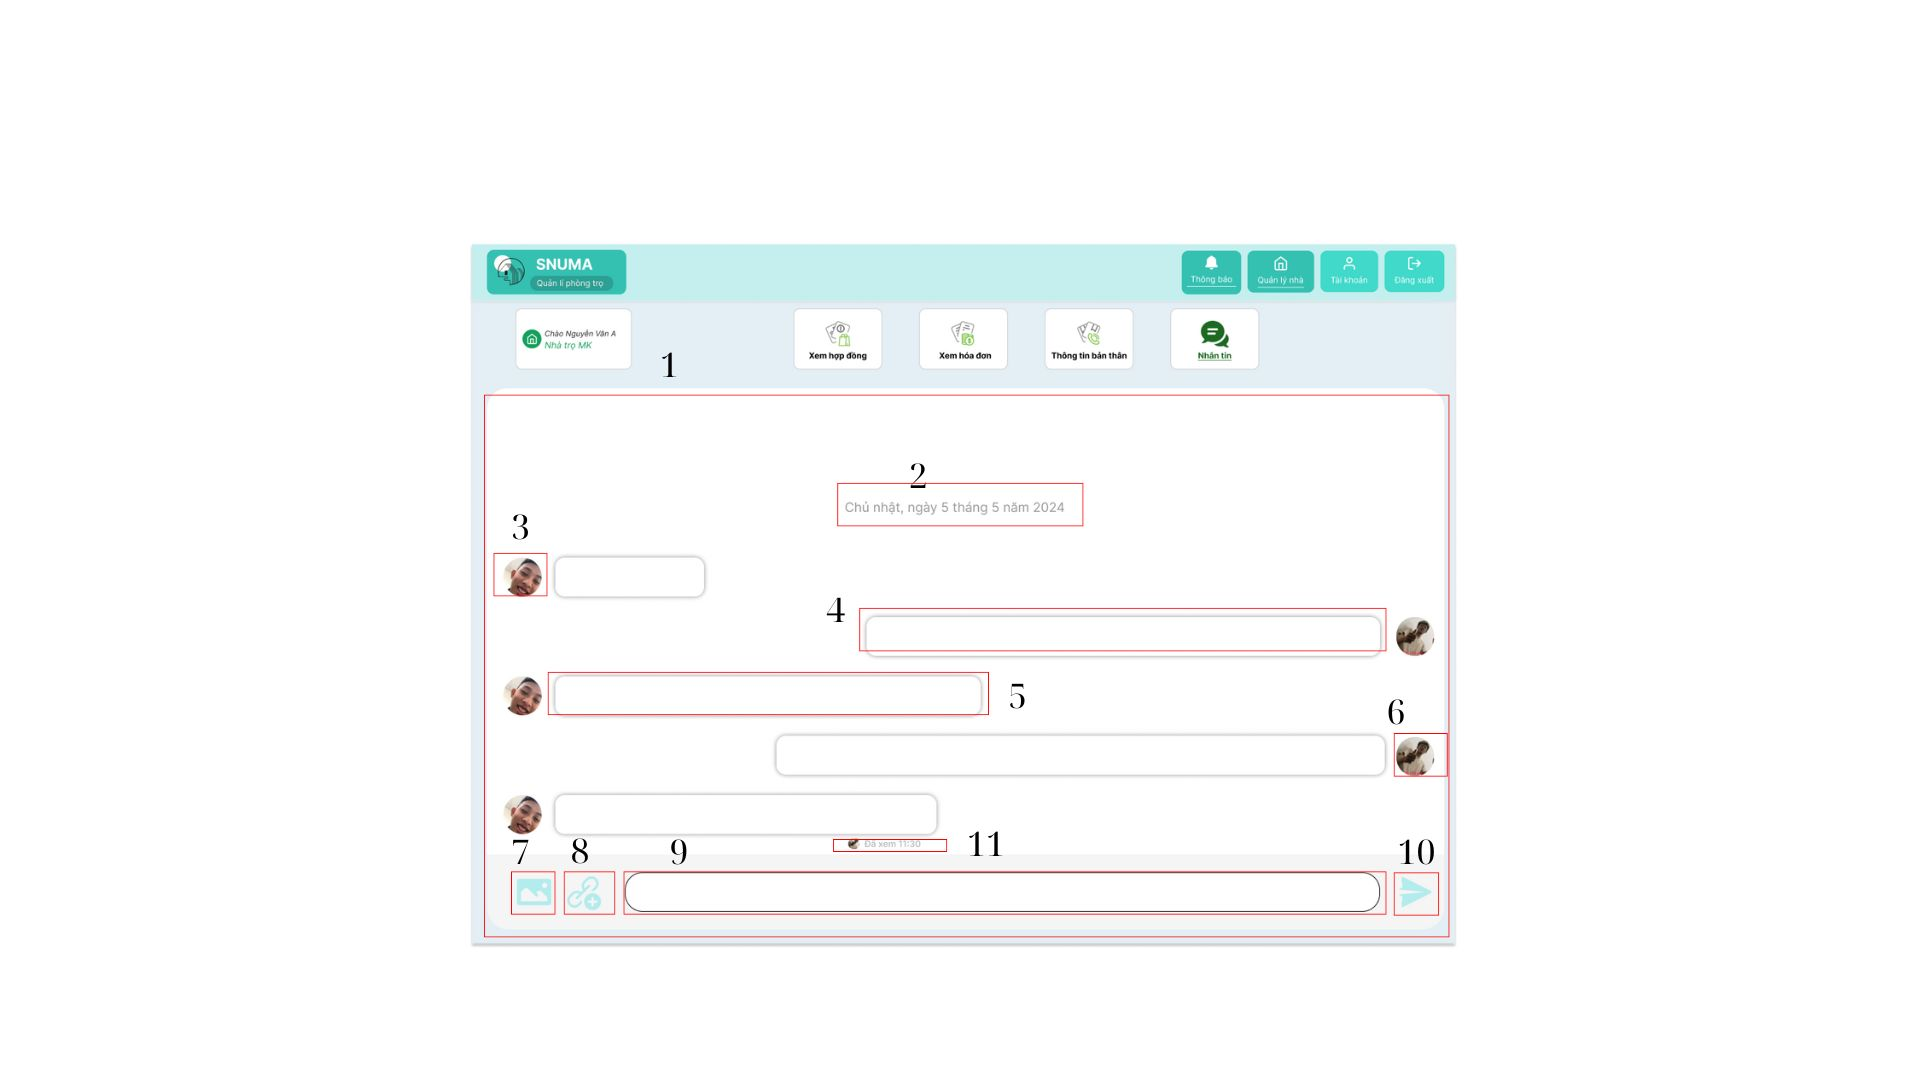 SNUMA
Quản lí phòng trọ
Thông báo
Quản lý nhà
Tài khoản
Đăng xuất
Chào Nguyễn Văn A
Nhà trọ MK
Xem hợp đồng
Xem hóa đơn
Thông tin bản thân
Nhắn tin
1
2
Chủ nhật, ngày 5 tháng 5 năm 2024
3
4
5
6
Đã xem 11:30
11
7
8
9
10